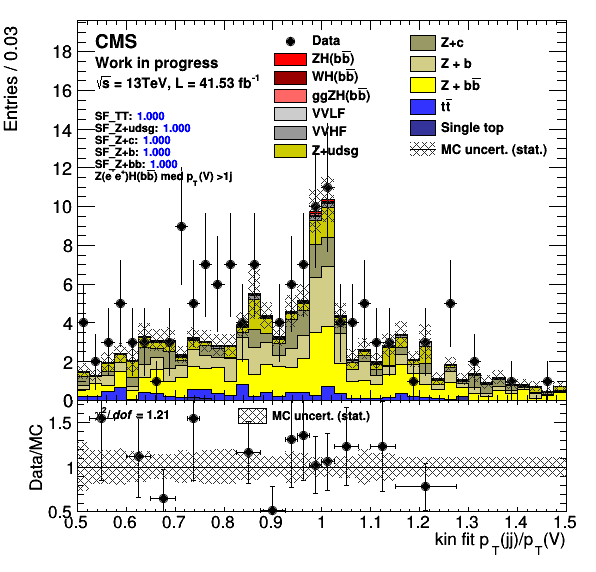 Entries / 0.03
18
16
14
12
10
8
6
4
2
0
CMS
Work in progress
√s = 13TeV, L = 41.53 fb⁻¹
SF_TT: 1.000
SF_Z+udsg: 1.000
SF_Z+c: 1.000
SF_Z+b: 1.000
SF_Z+bb: 1.000
Z(e⁻e⁺)H(bb̅) med p_T(V) >1j
Data
ZH(bb̅)
WH(bb̅)
ggZH(bb̅)
VVLF
VVHF
Z+udsg
Z+c
Z + b
Z + bb̅
tt̅
Single top
MC uncert. (stat.)
Data/MC
1.5
1
0.5
χ²/dof = 1.21
MC uncert. (stat.)
0.5 0.6 0.7 0.8 0.9 1 1.1 1.2 1.3 1.4 1.5
kin fit p_T(jj)/p_T(V)